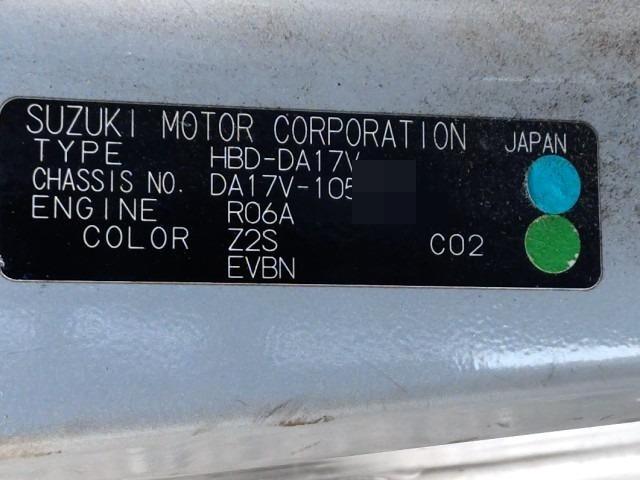 SUZUKI MOTOR CORPORATION JAPAN
TYPE HBD-DA17V
CHASSIS NO. DA17V-105
ENGINE R06A
COLOR Z2S C02
EVBN